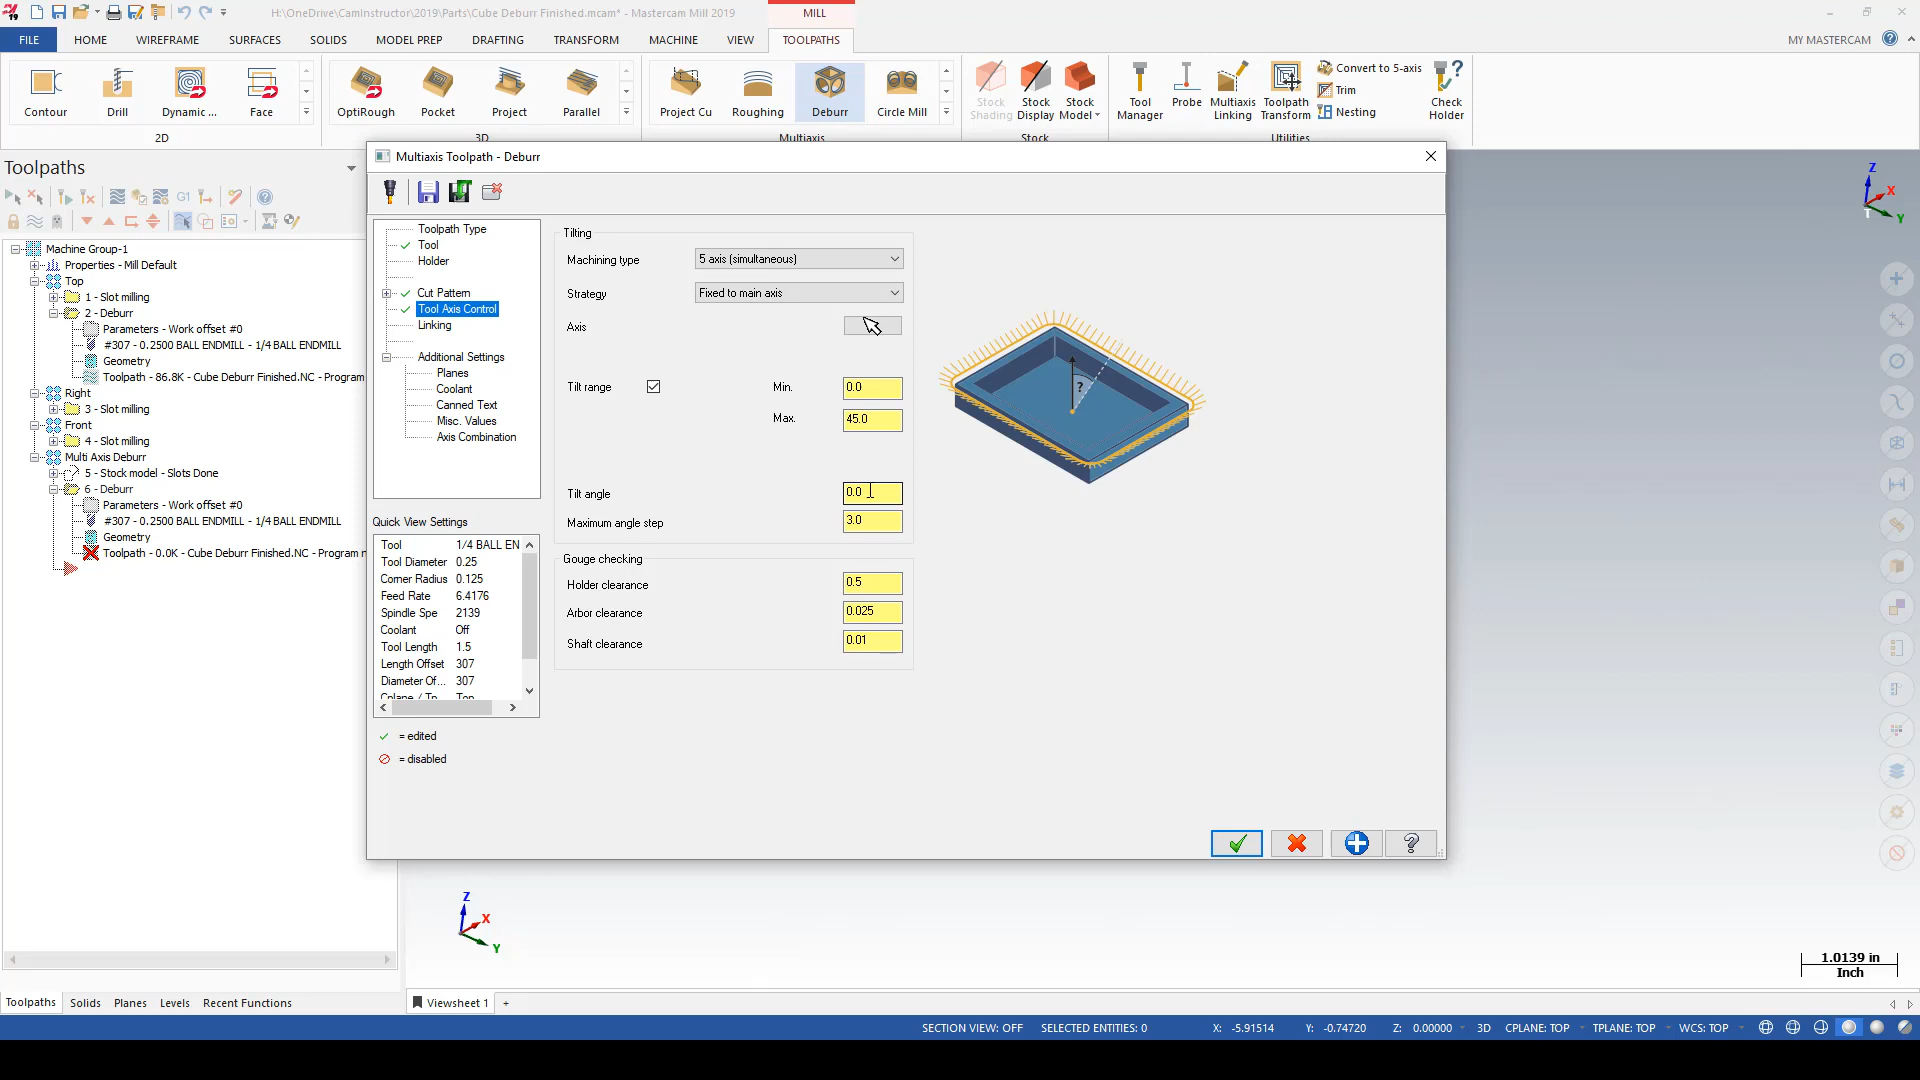 H:\OneDrive\CamInstructor\2019\Parts\Cube Deburr Finished.mcam* - Mastercam Mill 2019
MILL
FILE
HOME
WIREFRAME
SURFACES
SOLIDS
MODEL PREP
DRAFTING
TRANSFORM
MACHINE
VIEW
TOOLPATHS
MY MASTERCAM
Contour
Drill
Dynamic ...
Face
OptiRough
Pocket
Project
Parallel
Project Cu
Roughing
Deburr
Circle Mill
Stock Shading
Stock Display
Stock Model
Tool Manager
Probe
Multiaxis Linking
Toolpath Transform
Convert to 5-axis
Trim
Nesting
Check Holder
2D
3D
Multiaxis
Stock
Utilities
Toolpaths
G1
Machine Group-1
Properties - Mill Default
Top
1 - Slot milling
2 - Deburr
Parameters - Work offset #0
#307 - 0.2500 BALL ENDMILL - 1/4 BALL ENDMILL
Geometry
Toolpath - 86.8K - Cube Deburr Finished.NC - Program
Right
3 - Slot milling
Front
4 - Slot milling
Multi Axis Deburr
5 - Stock model - Slots Done
6 - Deburr
Parameters - Work offset #0
#307 - 0.2500 BALL ENDMILL - 1/4 BALL ENDMILL
Geometry
Toolpath - 0.0K - Cube Deburr Finished.NC - Program n
Multiaxis Toolpath - Deburr
Toolpath Type
Tool
Holder
Cut Pattern
Tool Axis Control
Linking
Additional Settings
Planes
Coolant
Canned Text
Misc. Values
Axis Combination
Quick View Settings
Tool 1/4 BALL EN
Tool Diameter 0.25
Corner Radius 0.125
Feed Rate 6.4176
Spindle Spe 2139
Coolant Off
Tool Length 1.5
Length Offset 307
Diameter Of... 307
Cplane / Tp Top
= edited
= disabled
Tilting
Machining type 5 axis (simultaneous)
Strategy Fixed to main axis
Axis
Tilt range Min. 0.0
Max. 45.0
Tilt angle 0.0
Maximum angle step 3.0
Gouge checking
Holder clearance 0.5
Arbor clearance 0.025
Shaft clearance 0.01
?
Z
X
Y
T
Z
X
Y
1.0139 in
Inch
Toolpaths
Solids
Planes
Levels
Recent Functions
Viewsheet 1
+
SECTION VIEW: OFF SELECTED ENTITIES: 0 X: -5.91514 Y: -0.74720 Z: 0.00000 3D CPLANE: TOP TPLANE: TOP WCS: TOP